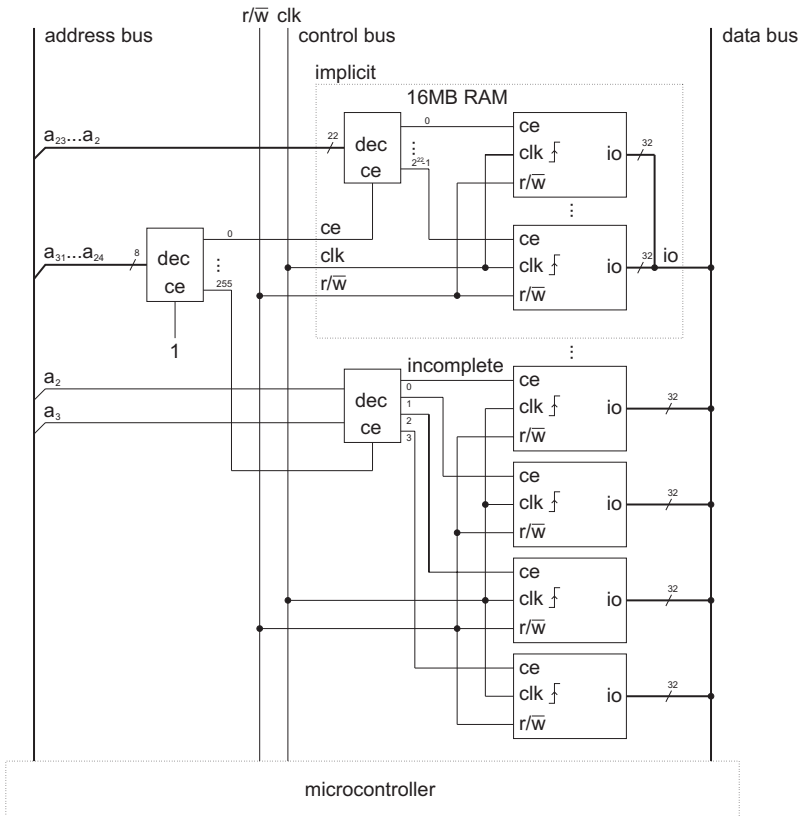 r/w̅ clk
address bus control bus data bus
implicit
16MB RAM
a₂₃...a₂ 22 dec 0 ce
⋮ clk io 32
ce 2²²-1 r/w̅
⋮
a₃₁...a₂₄ 8 dec 0 ce ce
⋮ clk clk io 32 io
ce 255 r/w̅ r/w̅
1
⋮
incomplete
a₂ dec 0 ce
a₃ 1 clk io 32
ce 2 r/w̅
3
ce
clk io 32
r/w̅
ce
clk io 32
r/w̅
ce
clk io 32
r/w̅
microcontroller